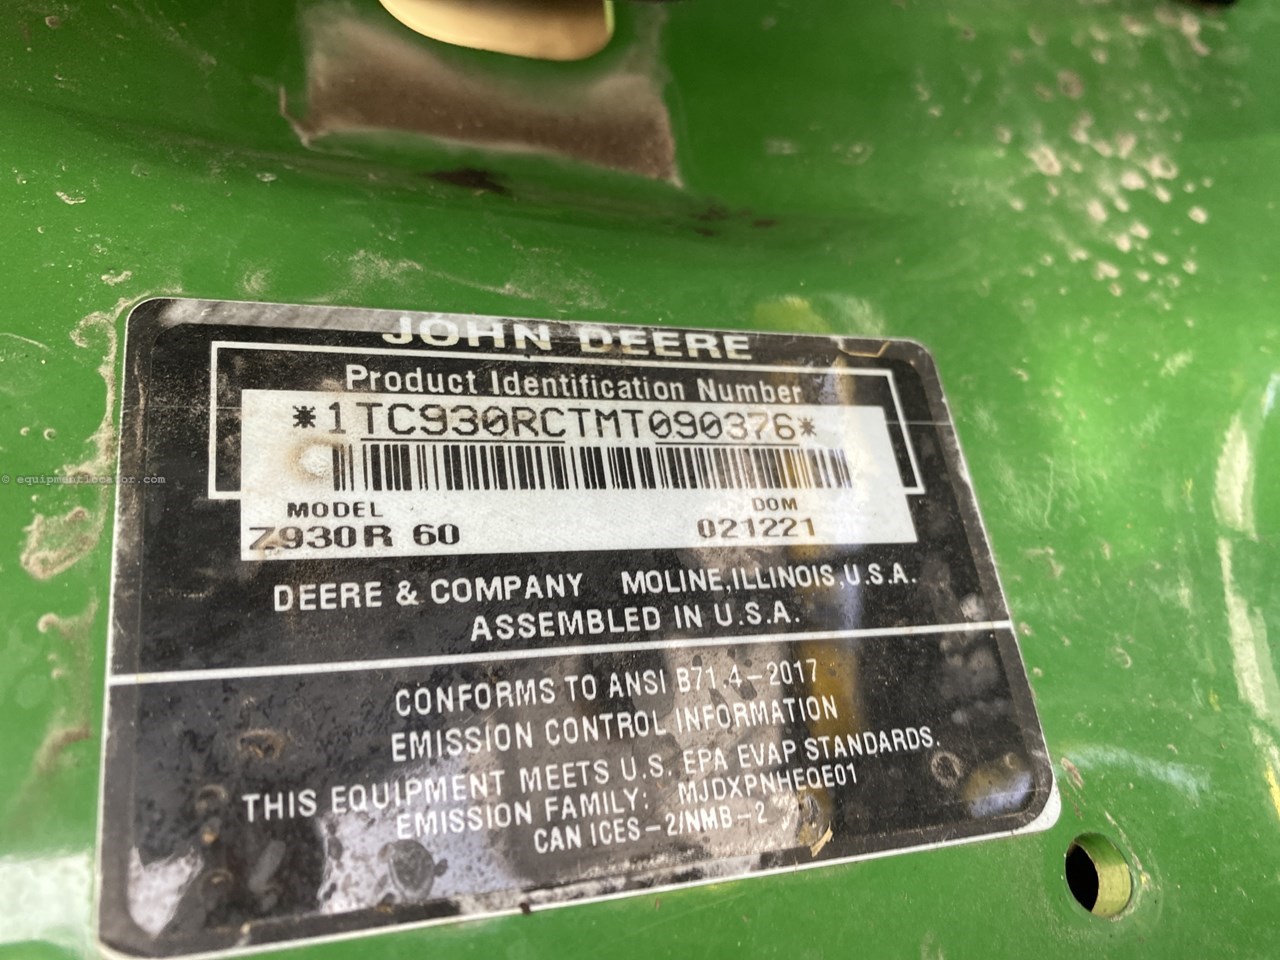 JOHN DEERE
Product Identification Number
*1TC930RCTMT090376*
MODEL DOM
Z930R 60 021221
DEERE & COMPANY MOLINE, ILLINOIS, U.S.A.
ASSEMBLED IN U.S.A.
CONFORMS TO ANSI B71.4-2017
EMISSION CONTROL INFORMATION
THIS EQUIPMENT MEETS U.S. EPA EVAP STANDARDS.
EMISSION FAMILY: MJDXPNHEQE01
CAN ICES-2/NMB-2
© equipmentlocator.com